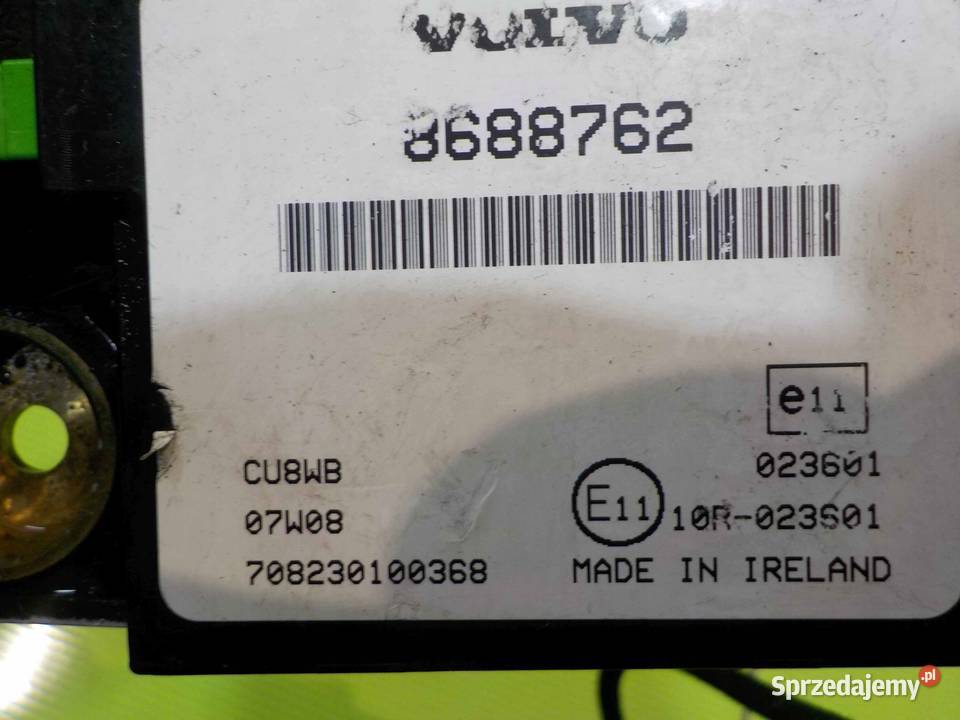 VOLVO
8688762
e11
023601
CU8WB
07W08
E11 10R-023601
708230100368
MADE IN IRELAND
Sprzedajemy.pl